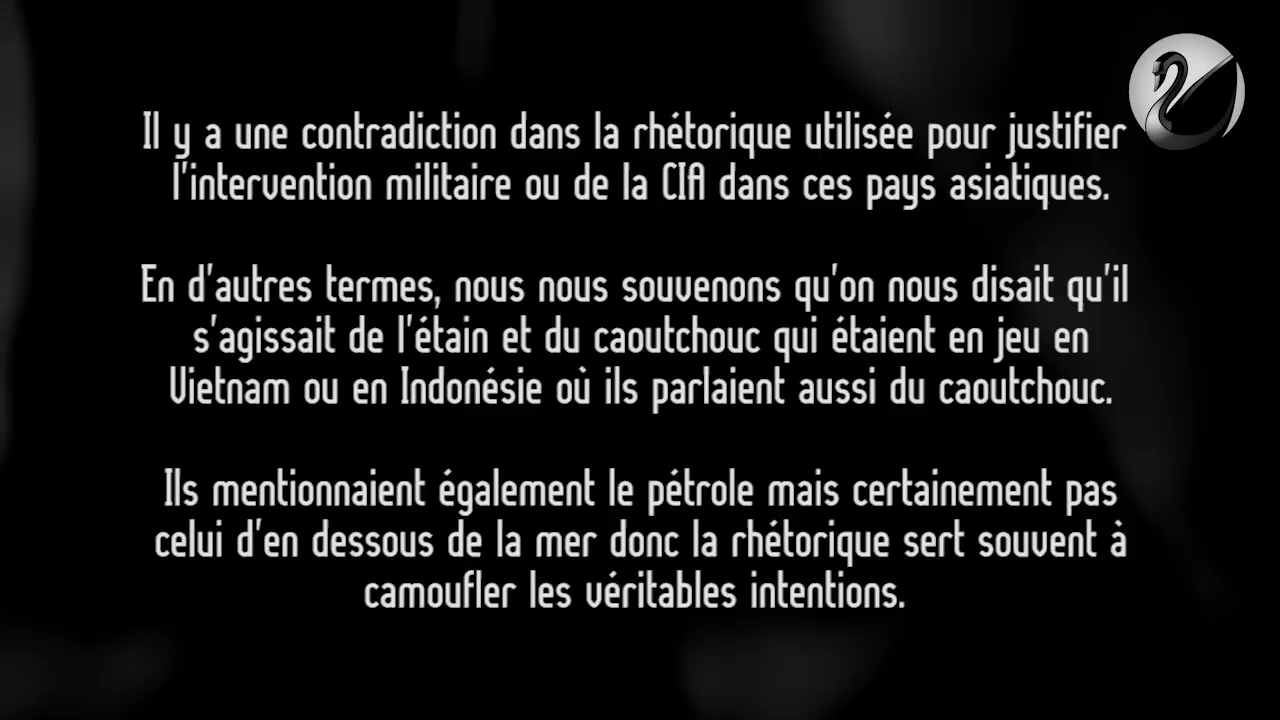 Il y a une contradiction dans la rhétorique utilisée pour justifier
l'intervention militaire ou de la CIA dans ces pays asiatiques.
En d'autres termes, nous nous souvenons qu'on nous disait qu'il
s'agissait de l'étain et du caoutchouc qui étaient en jeu en
Vietnam ou en Indonésie où ils parlaient aussi du caoutchouc.
Ils mentionnaient également le pétrole mais certainement pas
celui d'en dessous de la mer donc la rhétorique sert souvent à
camoufler les véritables intentions.